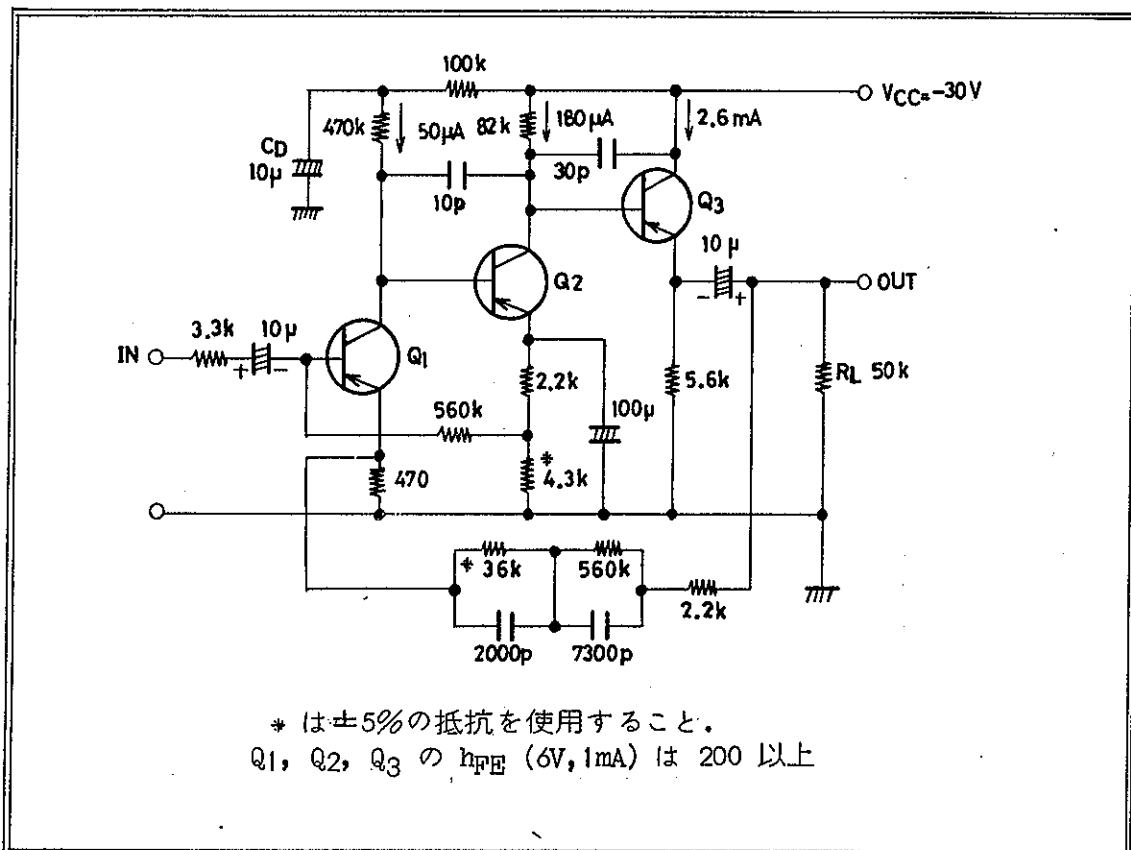 100k
VCC=-30V
470k
50μA
82k
180μA
2.6mA
CD
10μ
10p
30p
Q3
10μ
- +
OUT
Q2
3.3k
10μ
IN
+ -
Q1
2.2k
5.6k
RL 50k
560k
100μ
470
*
4.3k
* 36k
560k
2.2k
2000p
7300p
* は±5%の抵抗を使用すること.
Q1, Q2, Q3 の hFE (6V,1mA) は 200 以上